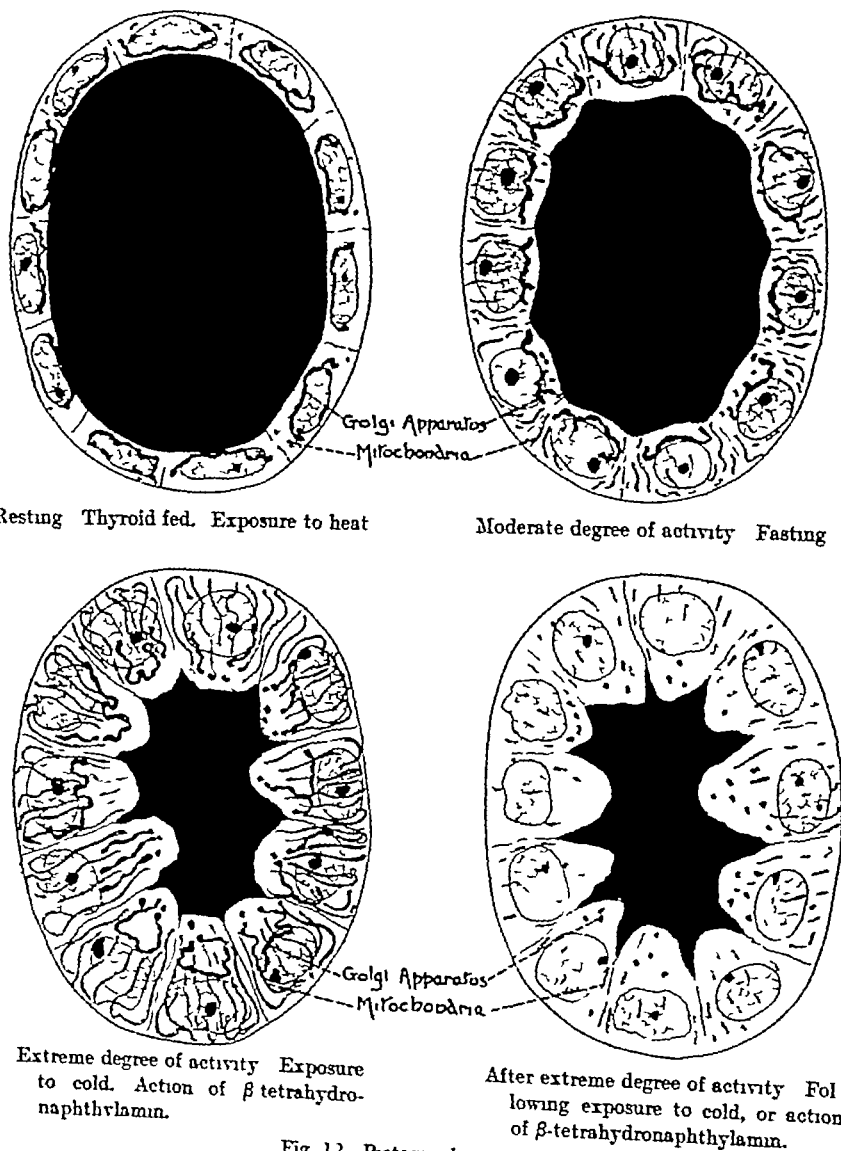 Golgi Apparatus
Mitochondria
Resting Thyroid fed. Exposure to heat
Moderate degree of activity Fasting
Golgi Apparatus
Mitochondria
Extreme degree of activity Exposure
to cold. Action of β tetrahydro-
naphthylamin.
After extreme degree of activity Fol
lowing exposure to cold, or action
of β-tetrahydronaphthylamin.
Fig. 12